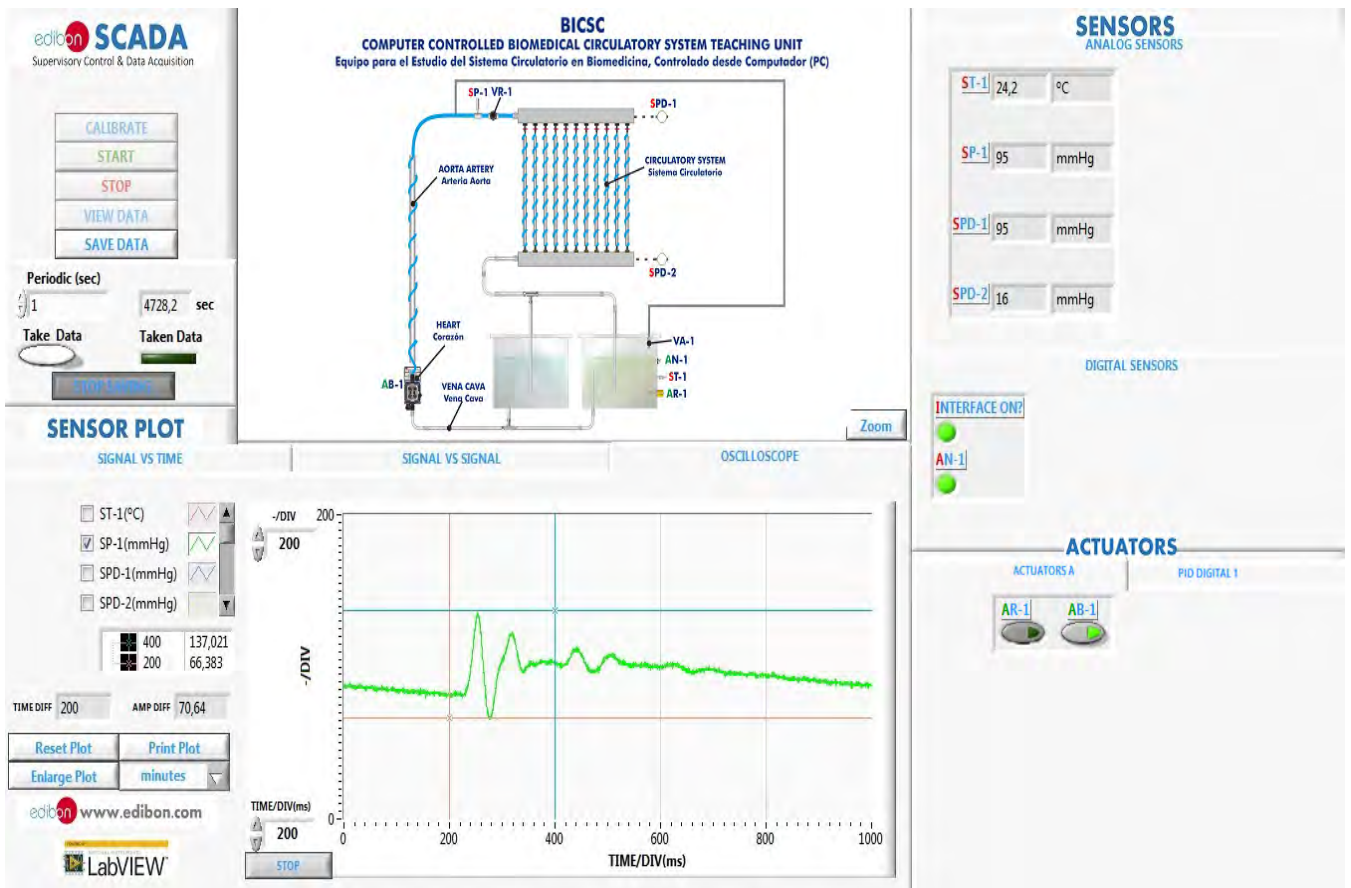 edibon SCADA
Supervisory Control & Data Acquisition
CALIBRATE
START
STOP
VIEW DATA
SAVE DATA
Periodic (sec)
1
4728,2 sec
Take Data
Taken Data
BICSC
COMPUTER CONTROLLED BIOMEDICAL CIRCULATORY SYSTEM TEACHING UNIT
Equipo para el Estudio del Sistema Circulatorio en Biomedicina, Controlado desde Computador (PC)
SP-1 VR-1
SPD-1
AORTA ARTERY
Arteria Aorta
CIRCULATORY SYSTEM
Sistema Circulatorio
SPD-2
HEART
Corazón
AB-1
VENA CAVA
Vena Cava
VA-1
AN-1
ST-1
AR-1
Zoom
SENSORS
ANALOG SENSORS
ST-1 24,2 ºC
SP-1 95 mmHg
SPD-1 95 mmHg
SPD-2 16 mmHg
DIGITAL SENSORS
INTERFACE ON?
AN-1
ACTUATORS
ACTUATORS A
PID DIGITAL 1
AR-1
AB-1
SENSOR PLOT
SIGNAL VS TIME
SIGNAL VS SIGNAL
OSCILLOSCOPE
ST-1(ºC)
SP-1(mmHg)
SPD-1(mmHg)
SPD-2(mmHg)
400 137,021
200 66,383
TIME DIFF 200
AMP DIFF 70,64
Reset Plot
Print Plot
Enlarge Plot
minutes
edibon www.edibon.com
LabVIEW
-/DIV
200
200
-/DIV
0
TIME/DIV(ms)
200
STOP
0 200 400 600 800 1000
TIME/DIV(ms)